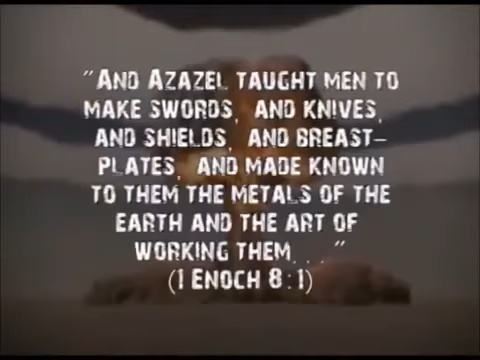 "And Azazel taught men to
make swords, and knives,
and shields, and breast-
plates, and made known
to them the metals of the
earth and the art of
working them..."
(1 Enoch 8:1)